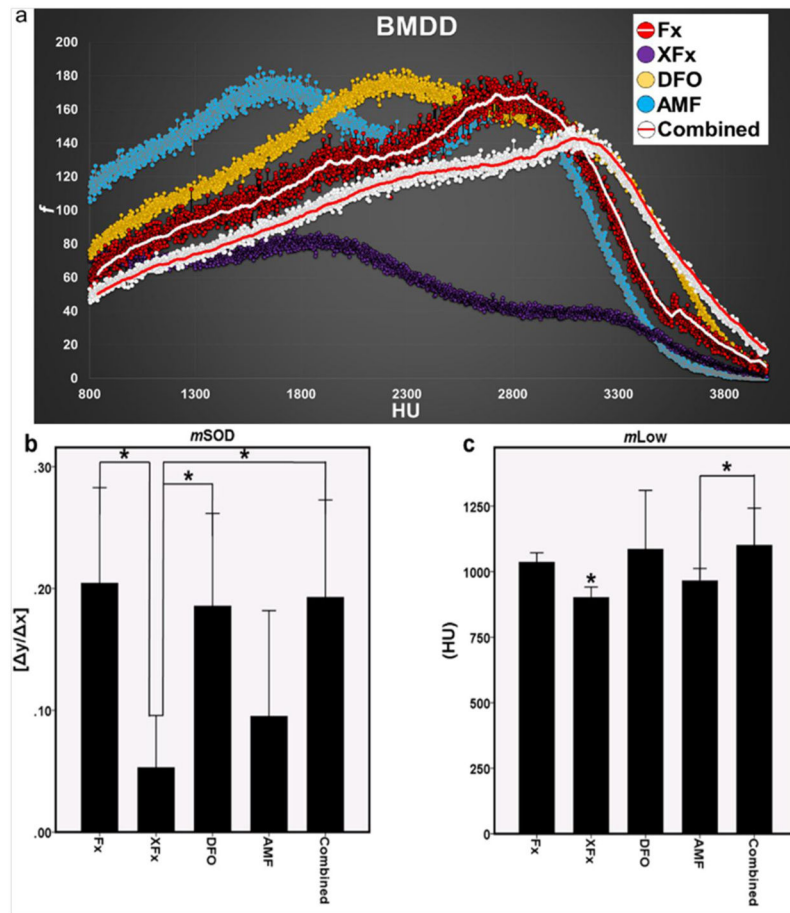 a
BMDD
Fx
XFx
DFO
AMF
Combined
200
180
160
140
120
100
80
60
40
20
0
f
800 1300 1800 2300 2800 3300 3800
HU
b
mSOD
* * *
.30
.20
.10
.00
[Δy/Δx]
Fx XFx DFO AMF Combined
c
mLow
*
*
1250
1000
750
500
250
0
(HU)
Fx XFx DFO AMF Combined